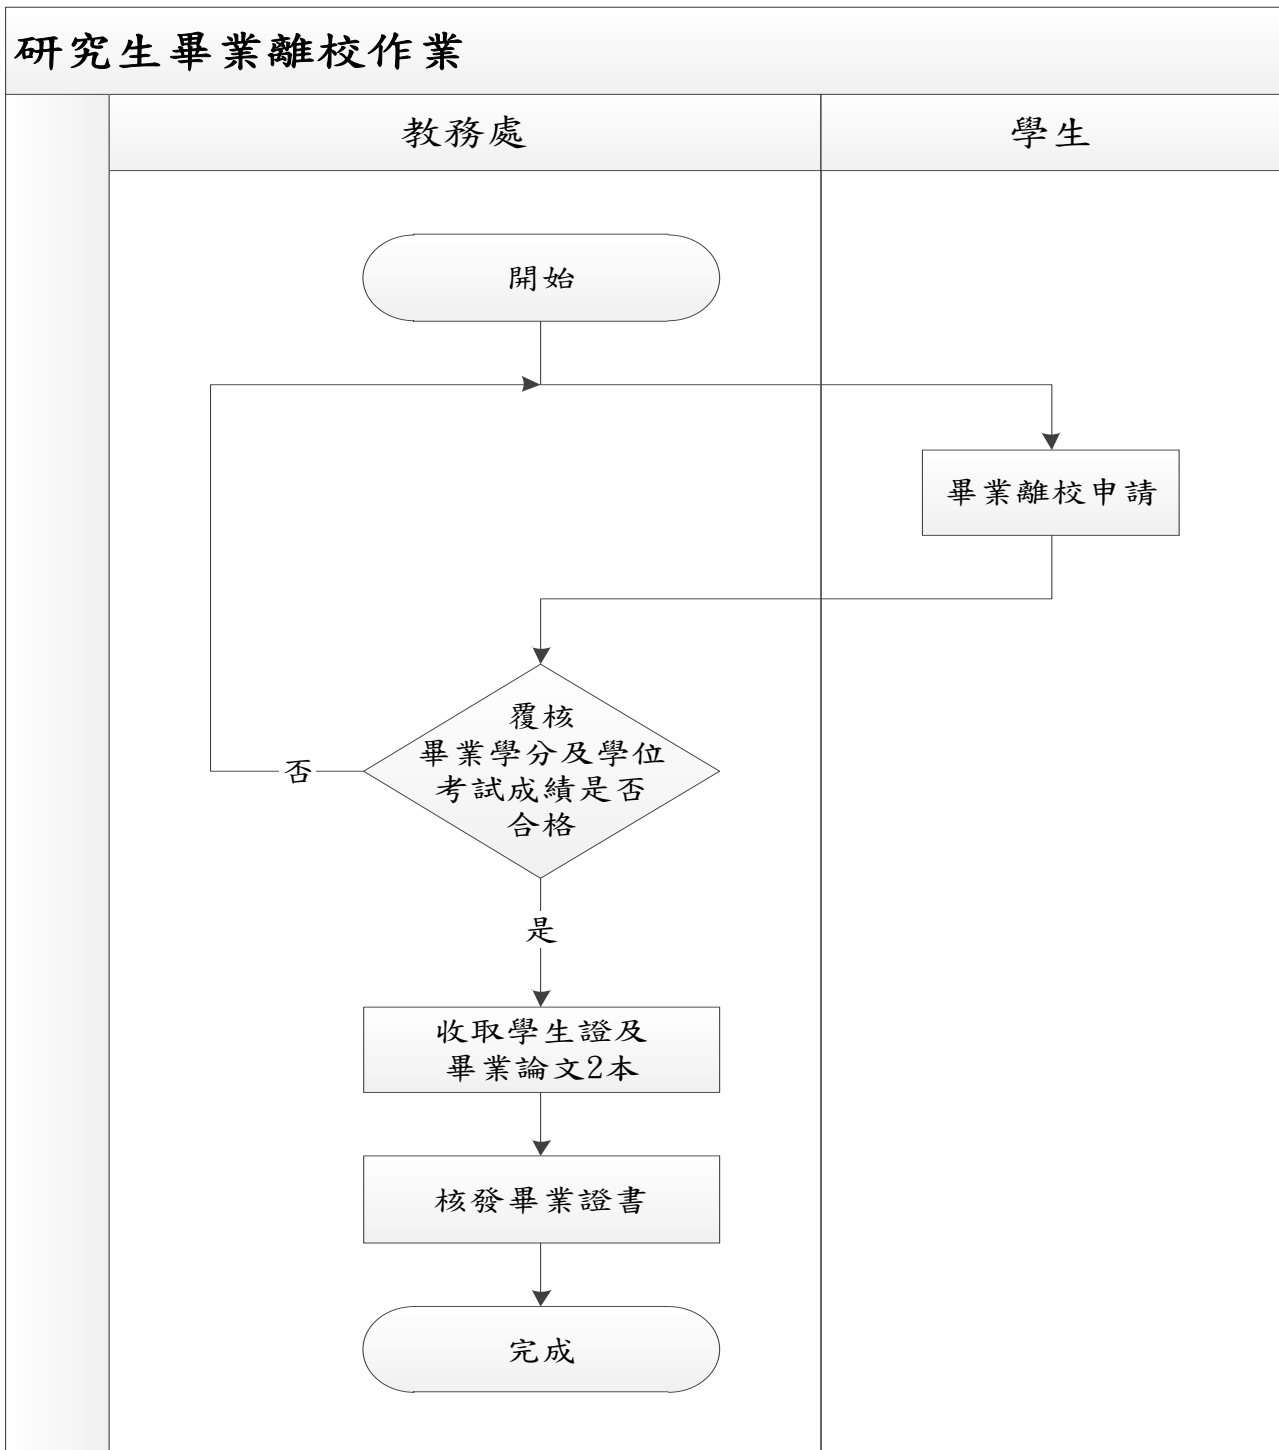 研究生畢業離校作業
教務處
學生
開始
畢業離校申請
覆核
畢業學分及學位
考試成績是否
合格
否
是
收取學生證及
畢業論文2本
核發畢業證書
完成